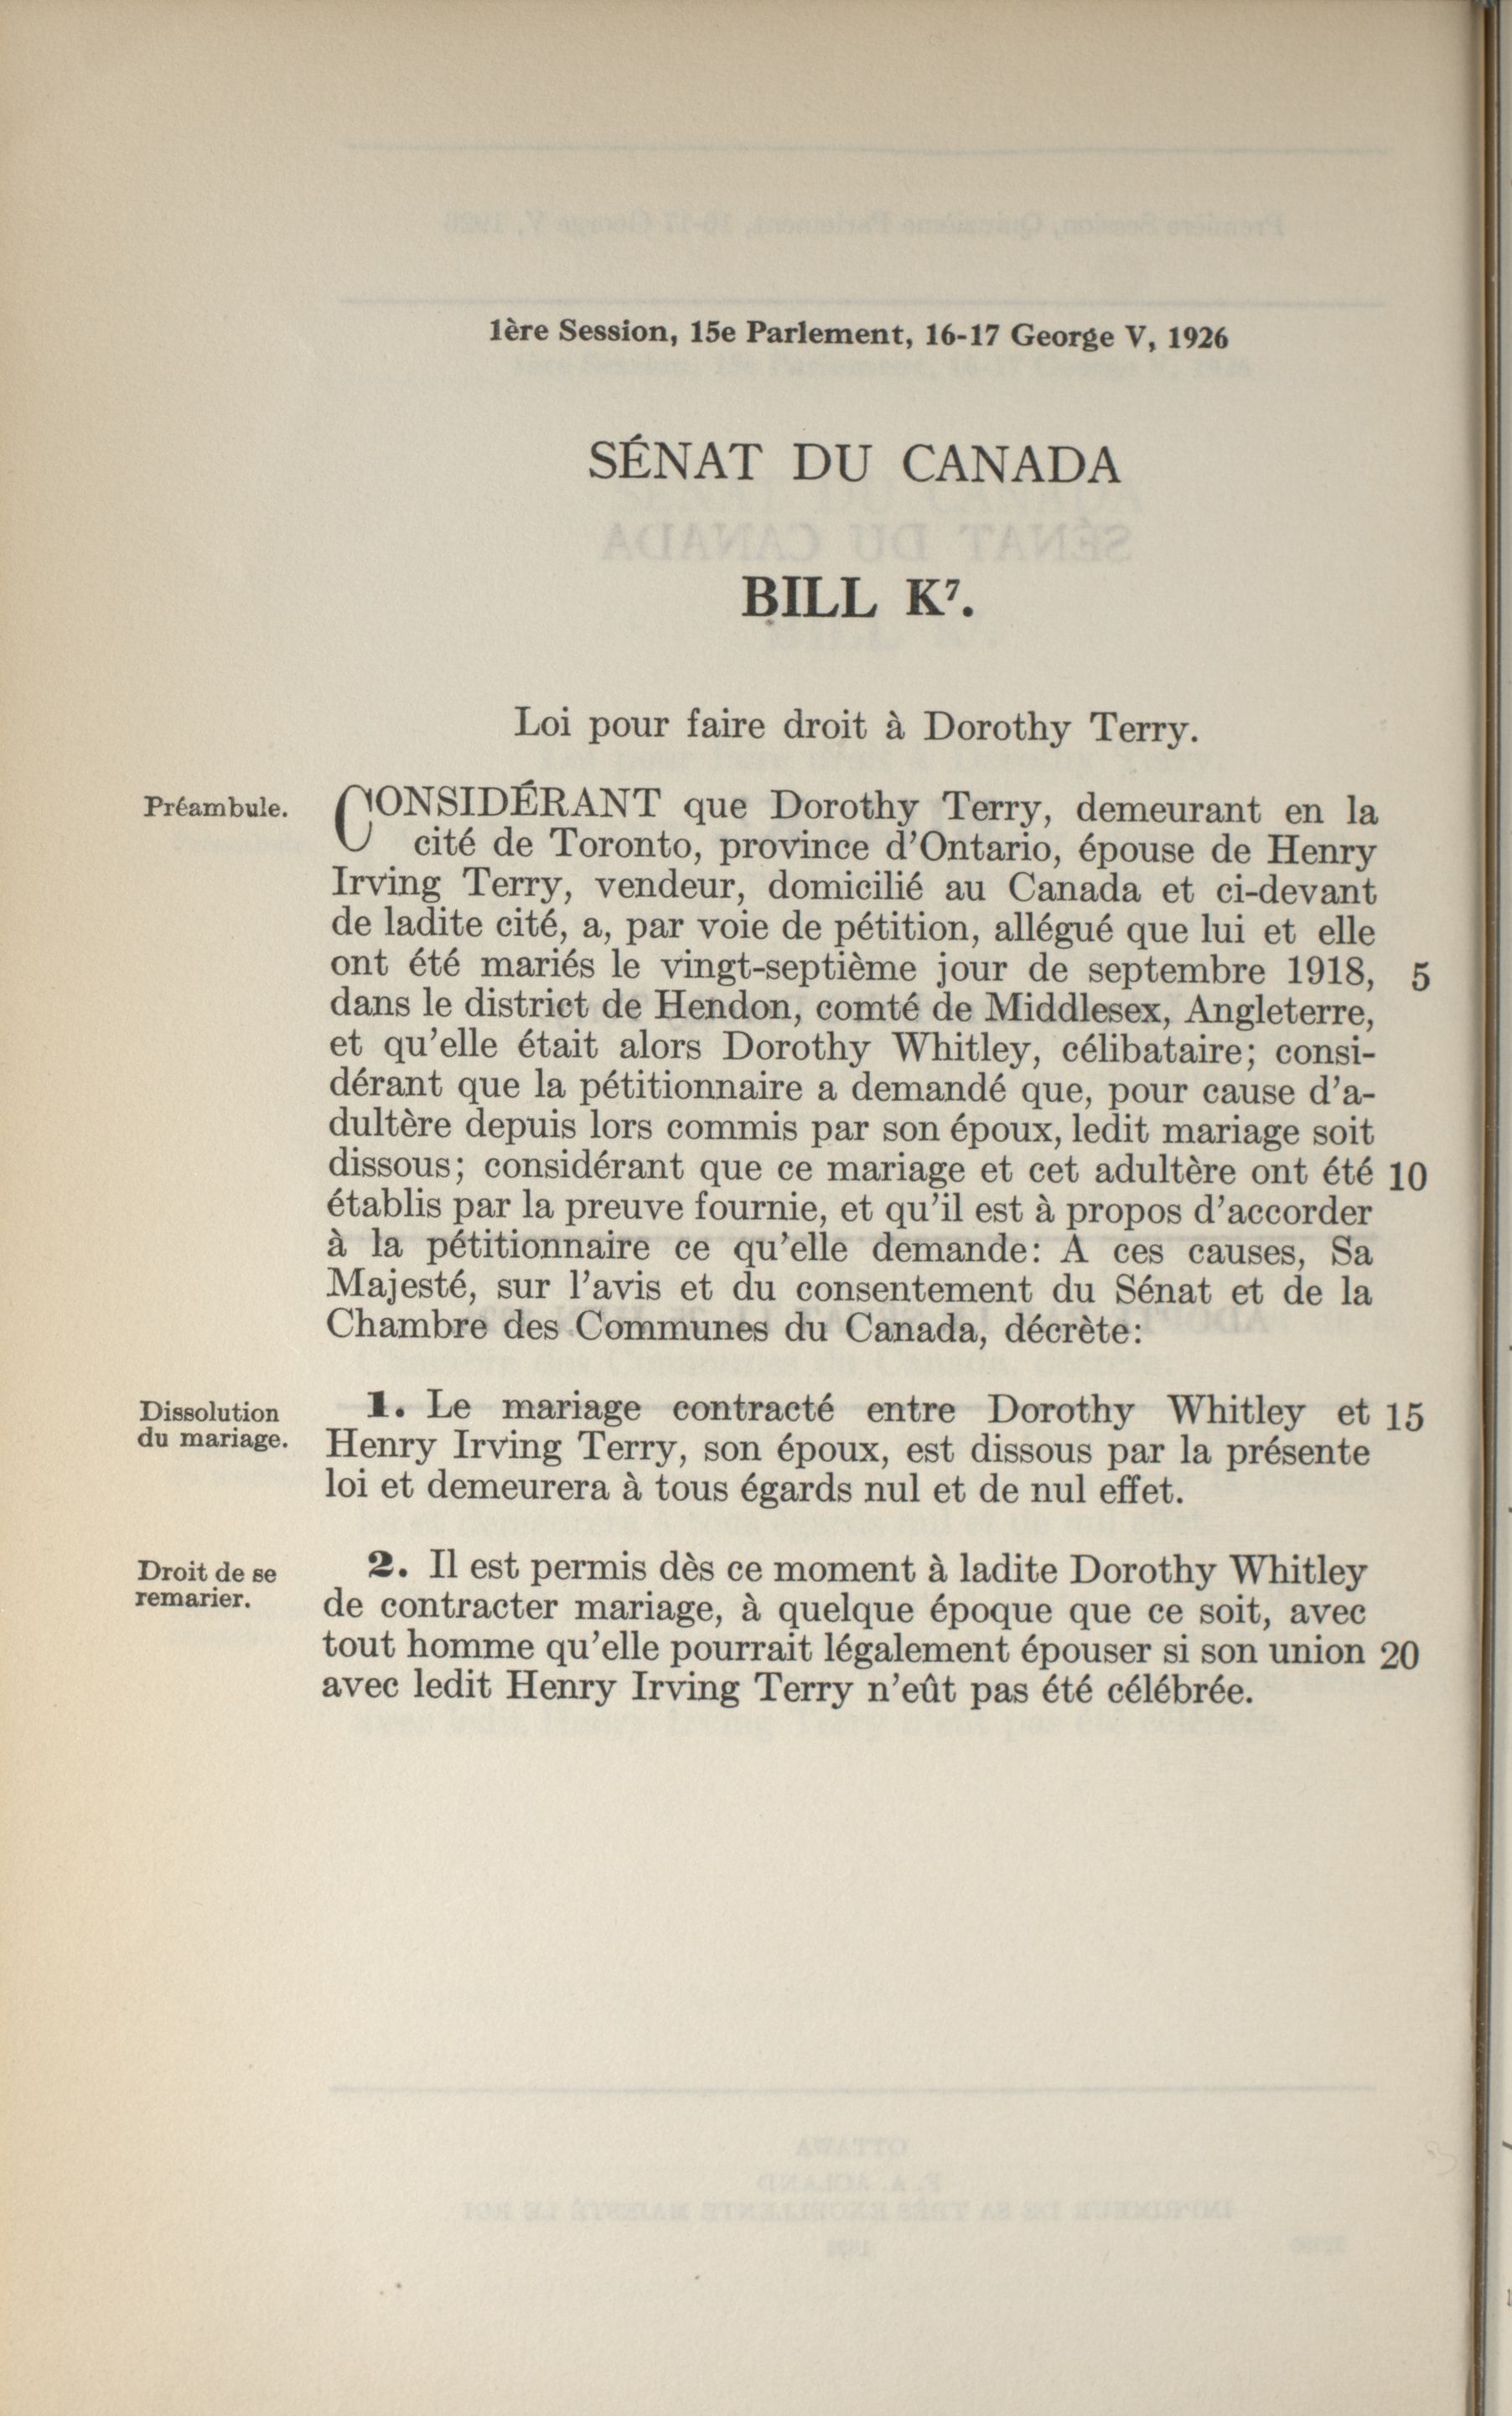 1ère Session, 15e Parlement, 16-17 George V, 1926
SÉNAT DU CANADA
BILL K⁷.
Loi pour faire droit à Dorothy Terry.
Préambule.
CONSIDÉRANT que Dorothy Terry, demeurant en la
cité de Toronto, province d'Ontario, épouse de Henry
Irving Terry, vendeur, domicilié au Canada et ci-devant
de ladite cité, a, par voie de pétition, allégué que lui et elle
ont été mariés le vingt-septième jour de septembre 1918, 5
dans le district de Hendon, comté de Middlesex, Angleterre,
et qu'elle était alors Dorothy Whitley, célibataire; consi-
dérant que la pétitionnaire a demandé que, pour cause d'a-
dultère depuis lors commis par son époux, ledit mariage soit
dissous; considérant que ce mariage et cet adultère ont été 10
établis par la preuve fournie, et qu'il est à propos d'accorder
à la pétitionnaire ce qu'elle demande: A ces causes, Sa
Majesté, sur l'avis et du consentement du Sénat et de la
Chambre des Communes du Canada, décrète:
Dissolution
du mariage.
1. Le mariage contracté entre Dorothy Whitley et 15
Henry Irving Terry, son époux, est dissous par la présente
loi et demeurera à tous égards nul et de nul effet.
Droit de se
remarier.
2. Il est permis dès ce moment à ladite Dorothy Whitley
de contracter mariage, à quelque époque que ce soit, avec
tout homme qu'elle pourrait légalement épouser si son union 20
avec ledit Henry Irving Terry n'eût pas été célébrée.